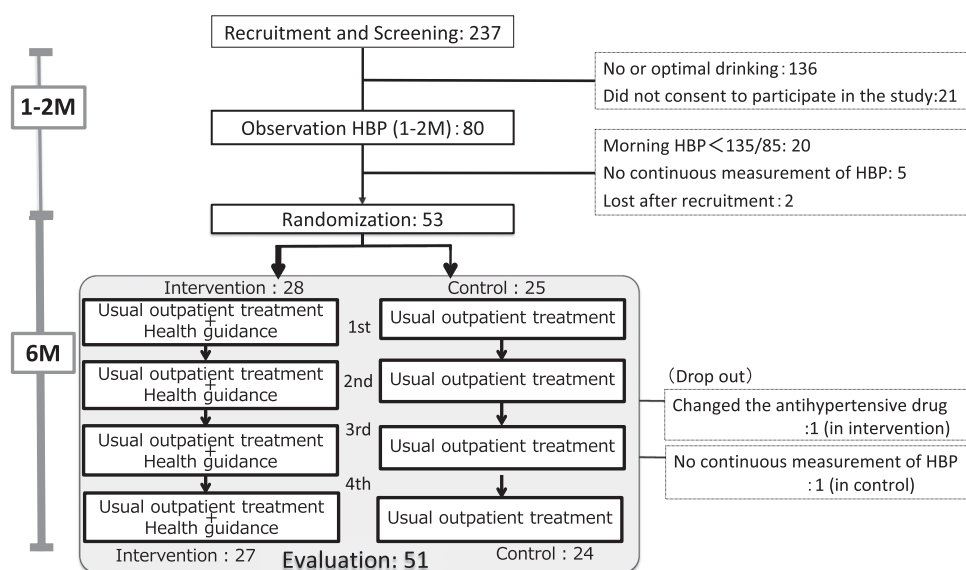 Recruitment and Screening: 237
No or optimal drinking：136
Did not consent to participate in the study:21
1-2M
Observation HBP (1-2M)：80
Morning HBP＜135/85: 20
No continuous measurement of HBP: 5
Lost after recruitment：2
Randomization: 53
Intervention：28
Control：25
Usual outpatient treatment
+
Health guidance
1st
Usual outpatient treatment
6M
Usual outpatient treatment
+
Health guidance
2nd
Usual outpatient treatment
（Drop out）
Changed the antihypertensive drug
:1 (in intervention)
Usual outpatient treatment
+
Health guidance
3rd
Usual outpatient treatment
No continuous measurement of HBP
:1 (in control)
4th
Usual outpatient treatment
+
Health guidance
Usual outpatient treatment
Intervention：27
Evaluation: 51
Control：24